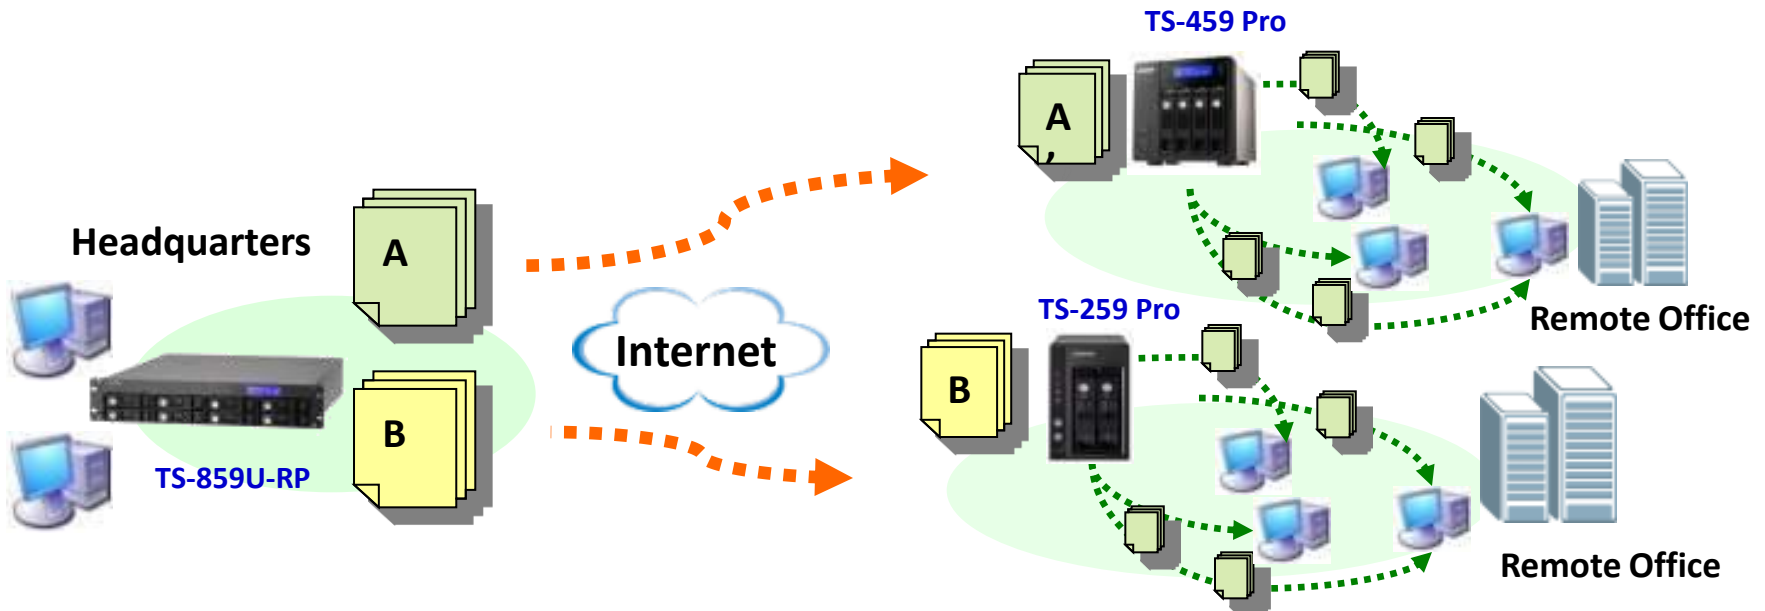 TS-459 Pro
A
,
Headquarters
A
Internet
TS-259 Pro
Remote Office
B
B
TS-859U-RP
Remote Office